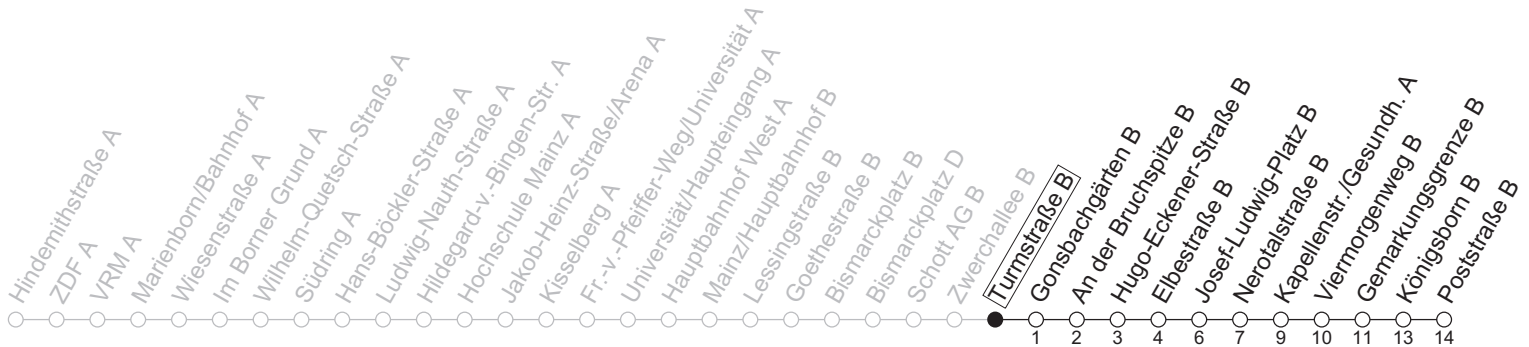 Hindemithstraße A
ZDF A
VRM A
Marienborn/Bahnhof A
Wiesenstraße A
Im Borner Grund A
Wilhelm-Quetsch-Straße A
Südring A
Hans-Böckler-Straße A
Ludwig-Nauth-Straße A
Hildegard-v.-Bingen-Str. A
Hochschule Mainz A
Jakob-Heinz-Straße/Arena A
Kisselberg A
Fr.-v.-Pfeiffer-Weg/Universität A
Universität/Haupteingang A
Hauptbahnhof West A
Mainz/Hauptbahnhof B
Lessingstraße B
Goethestraße B
Bismarckplatz B
Bismarckplatz D
Schott AG B
Zwerchallee B
Turmstraße B
Gonsbachgärten B
An der Bruchspitze B
Hugo-Eckener-Straße B
Elbestraße B
Josef-Ludwig-Platz B
Nerotalstraße B
Kapellenstr./Gesundh. A
Viermorgenweg B
Gemarkungsgrenze B
Königsborn B
Poststraße B
1 2 3 4 6 7 9 10 11 13 14